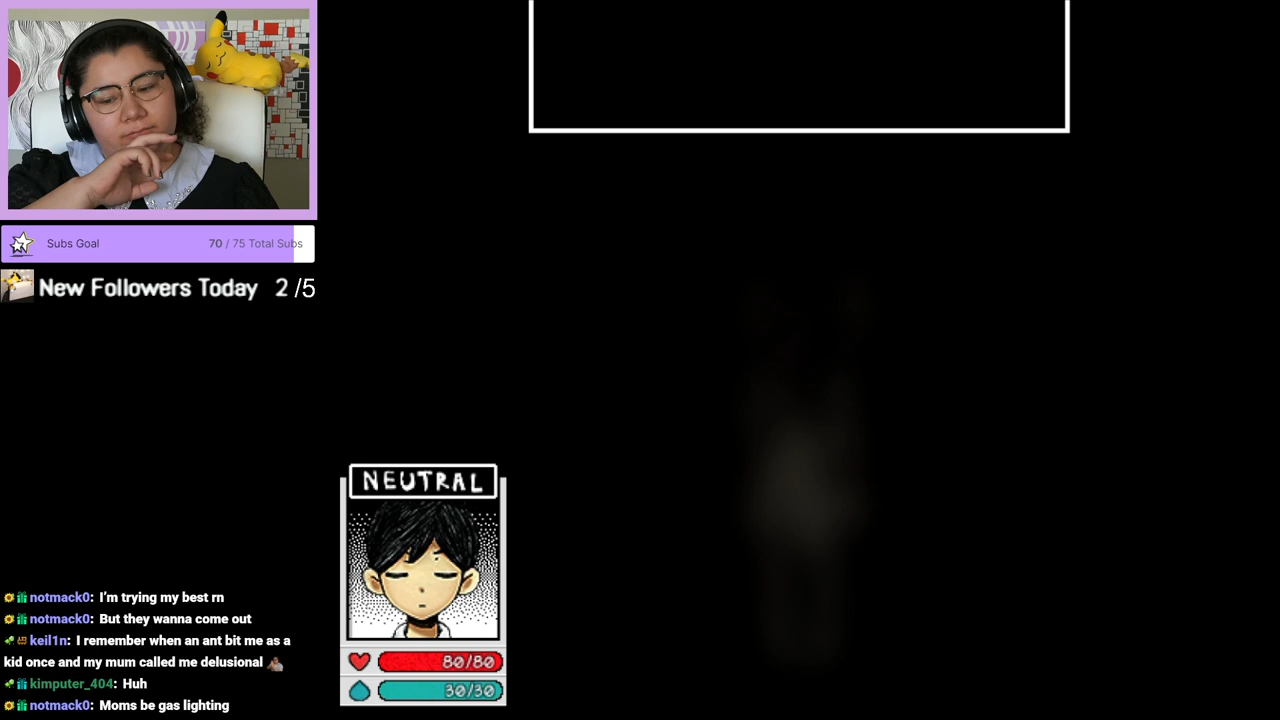 Subs Goal 70 / 75 Total Subs
New Followers Today 2 /5
NEUTRAL
80/80
30/30
notmack0: I'm trying my best rn
notmack0: But they wanna come out
keil1n: I remember when an ant bit me as a
kid once and my mum called me delusional
kimputer_404: Huh
notmack0: Moms be gas lighting